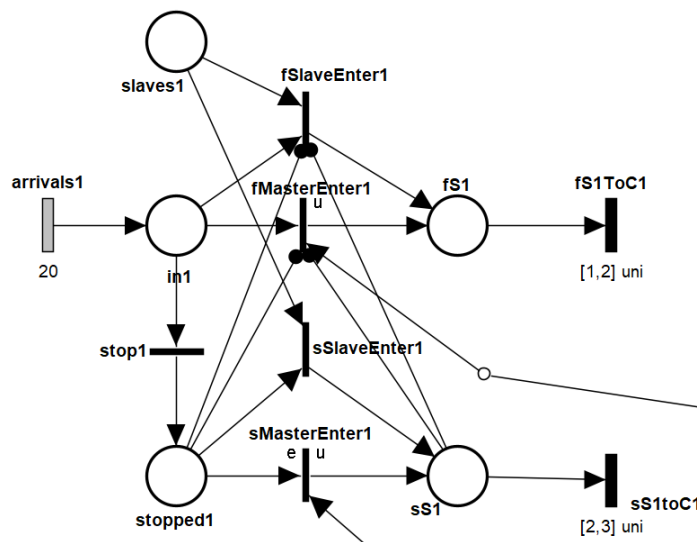 slaves1
fSlaveEnter1
arrivals1
fMasterEnter1
u
fS1
fS1ToC1
20
in1
[1,2] uni
stop1
sSlaveEnter1
sMasterEnter1
e u
stopped1
sS1
sS1toC1
[2,3] uni